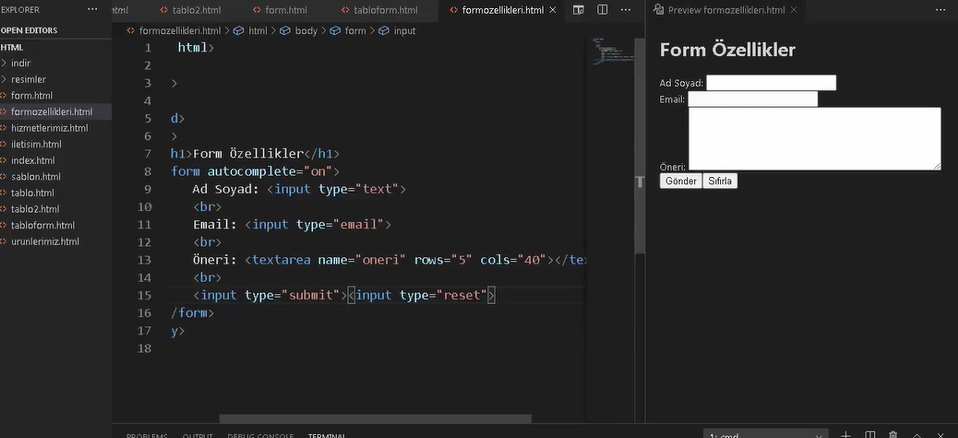 EXPLORER
OPEN EDITORS
HTML
indir
resimler
form.html
formozellikleri.html
hizmetlerimiz.html
iletisim.html
index.html
sablon.html
tablo.html
tablo2.html
tabloform.html
urunlerimiz.html
html tablo2.html form.html tabloform.html formozellikleri.html
formozellikleri.html > html > body > form > input
1 html>
2
3 >
4
5 d>
6 >
7 h1>Form Özellikler</h1>
8 form autocomplete="on">
9 Ad Soyad: <input type="text">
10 <br>
11 Email: <input type="email">
12 <br>
13 Öneri: <textarea name="oneri" rows="5" cols="40"></te
14 <br>
15 <input type="submit"><input type="reset">
16 /form>
17 y>
18
PROBLEMS OUTPUT DEBUG CONSOLE TERMINAL
1: cmd
Preview formozellikleri.html
Form Özellikler
Ad Soyad:
Email:
Öneri:
Gönder Sıfırla